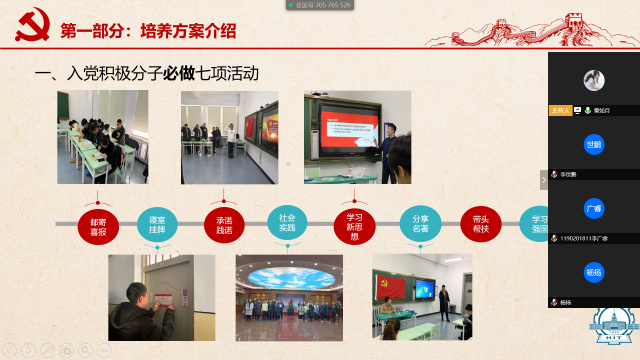 会议号 705 765 526
第一部分：培养方案介绍
一、入党积极分子必做七项活动
邮寄
喜报
寝室
挂牌
承诺
践诺
社会
实践
学习
新思
想
分享
名著
带头
帮扶
学习
强国
主持人
世鹏
李世鹏
广睿
1190201811李广睿
杨扬
杨扬
HIT